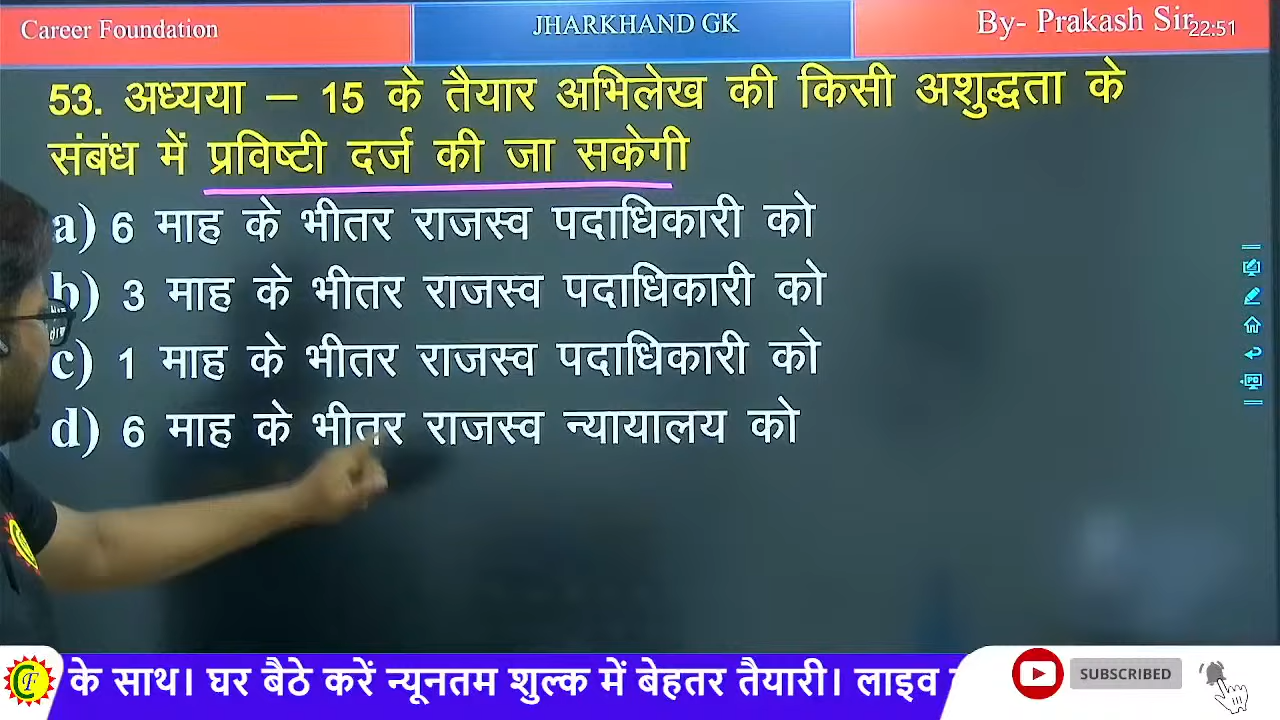 Career Foundation
JHARKHAND GK
By- Prakash Sir
22:51
53. अध्यया – 15 के तैयार अभिलेख की किसी अशुद्धता के
संबंध में प्रविष्टी दर्ज की जा सकेगी
a) 6 माह के भीतर राजस्व पदाधिकारी को
b) 3 माह के भीतर राजस्व पदाधिकारी को
c) 1 माह के भीतर राजस्व पदाधिकारी को
d) 6 माह के भीतर राजस्व न्यायालय को
के साथ। घर बैठे करें न्यूनतम शुल्क में बेहतर तैयारी। लाइव
SUBSCRIBED